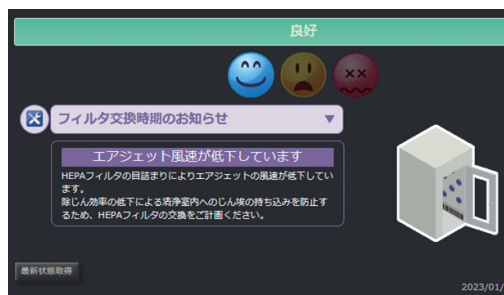 良好
フィルタ交換時期のお知らせ
エアジェット風速が低下しています
HEPAフィルタの目詰まりによりエアジェットの風速が低下してい
ます。
除じん効率の低下による清浄室内へのじん埃の持ち込みを防止す
るため、HEPAフィルタの交換をご計画ください。
最新状態取得
2023/01/